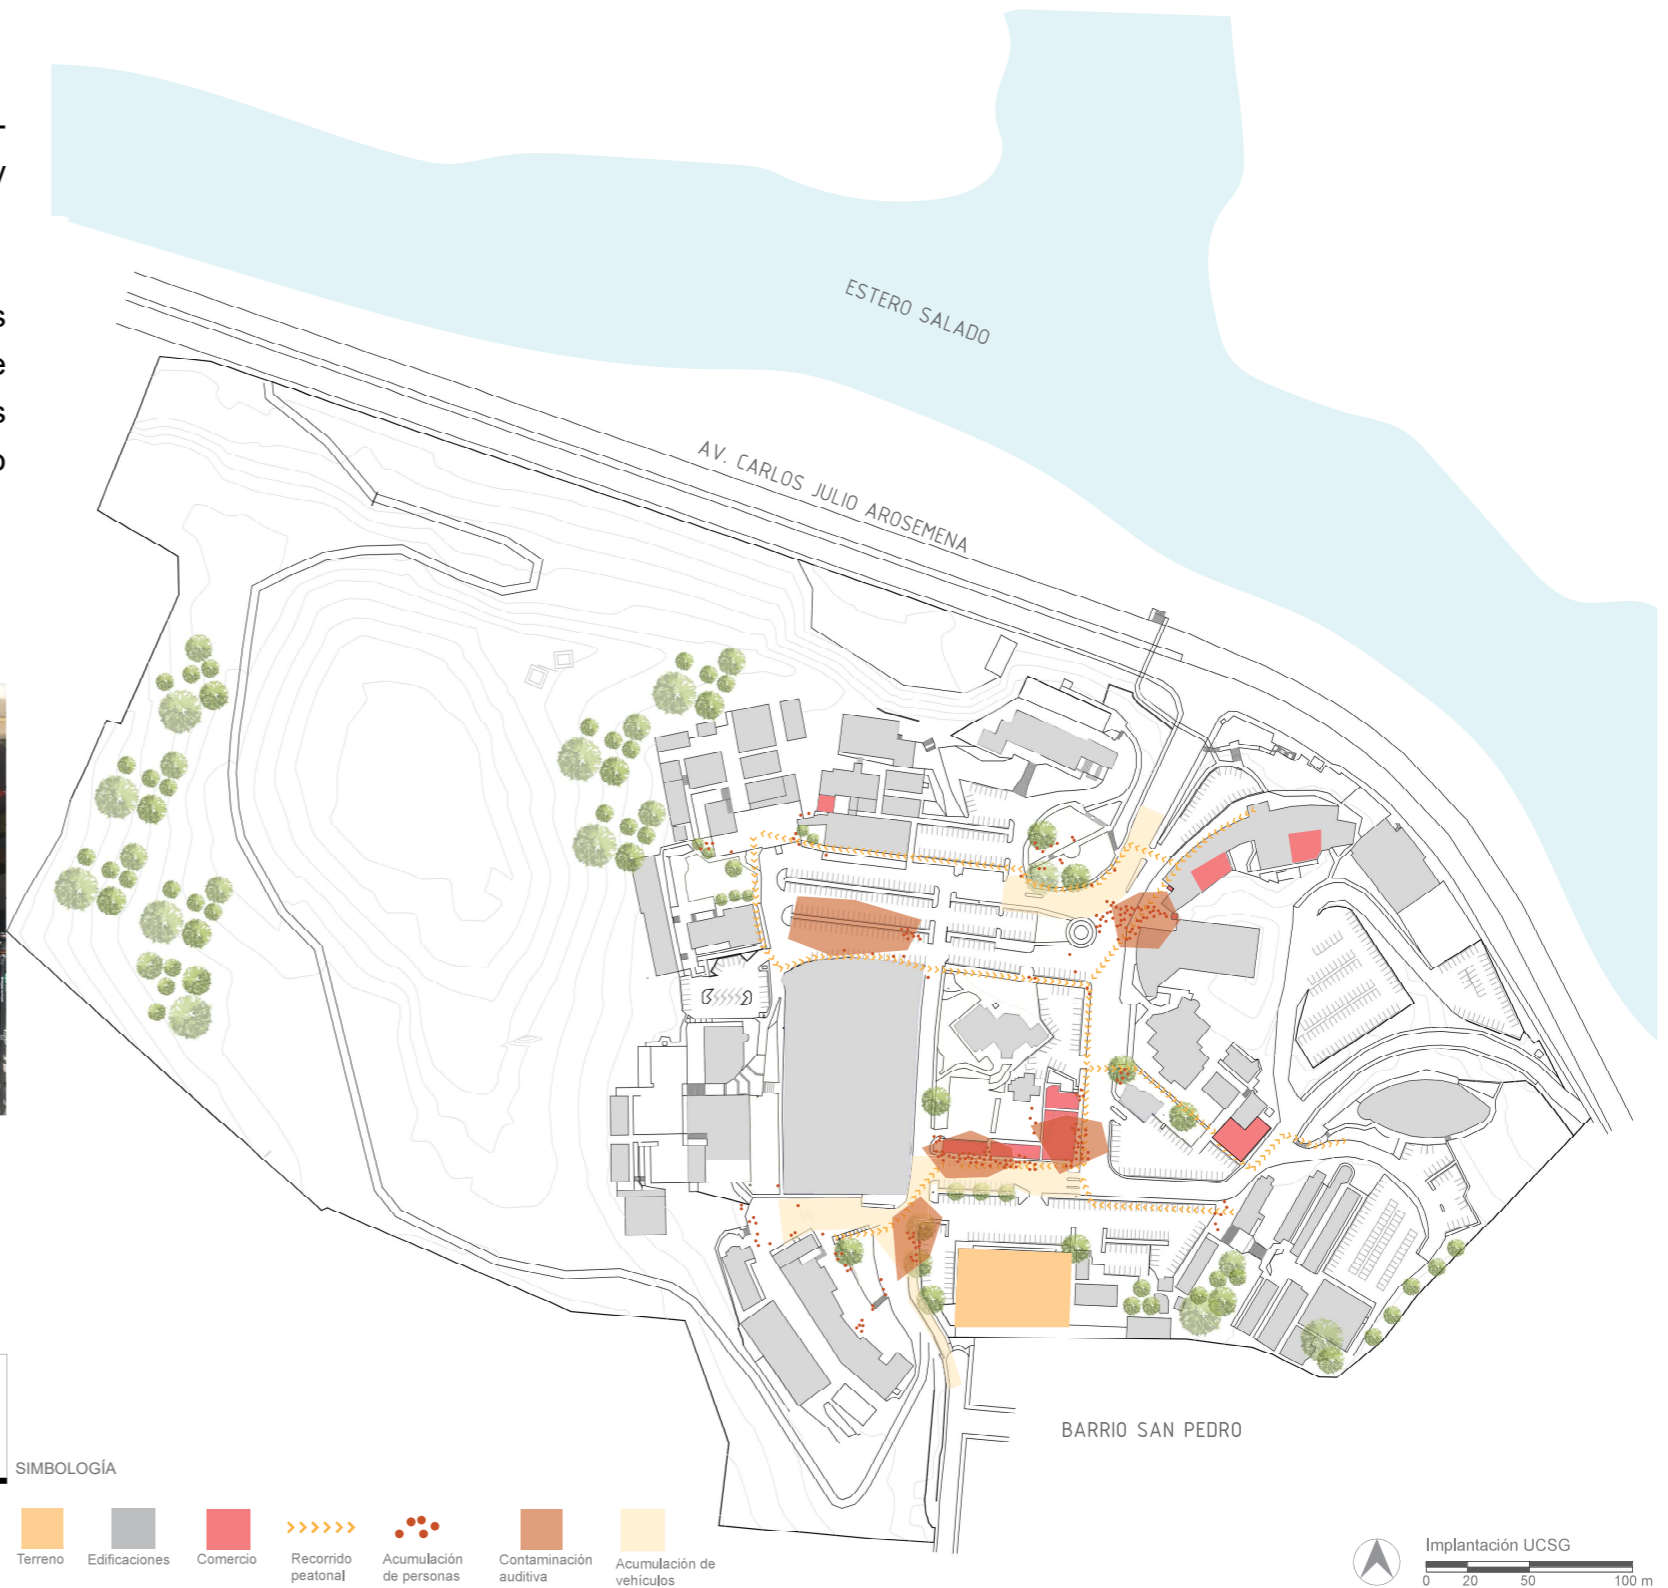 -
y
s
e
s
o
ESTERO SALADO
AV. CARLOS JULIO AROSEMENA
BARRIO SAN PEDRO
SIMBOLOGÍA
Terreno
Edificaciones
Comercio
Recorrido
peatonal
Acumulación
de personas
Contaminación
auditiva
Acumulación de
vehículos
Implantación UCSG
0 20 50 100 m